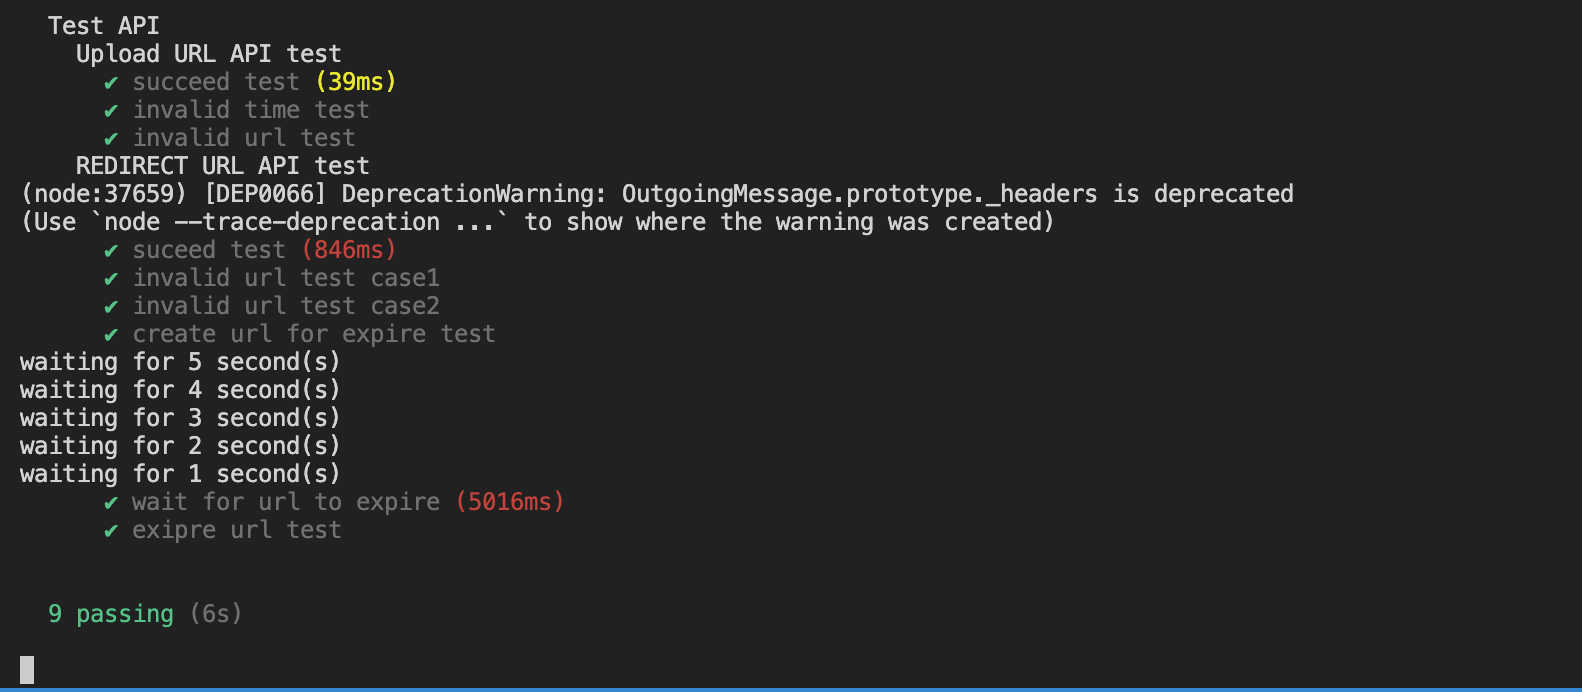 Test API
Upload URL API test
✔ succeed test (39ms)
✔ invalid time test
✔ invalid url test
REDIRECT URL API test
(node:37659) [DEP0066] DeprecationWarning: OutgoingMessage.prototype._headers is deprecated
(Use `node --trace-deprecation ...` to show where the warning was created)
✔ suceed test (846ms)
✔ invalid url test case1
✔ invalid url test case2
✔ create url for expire test
waiting for 5 second(s)
waiting for 4 second(s)
waiting for 3 second(s)
waiting for 2 second(s)
waiting for 1 second(s)
✔ wait for url to expire (5016ms)
✔ exipre url test
9 passing (6s)